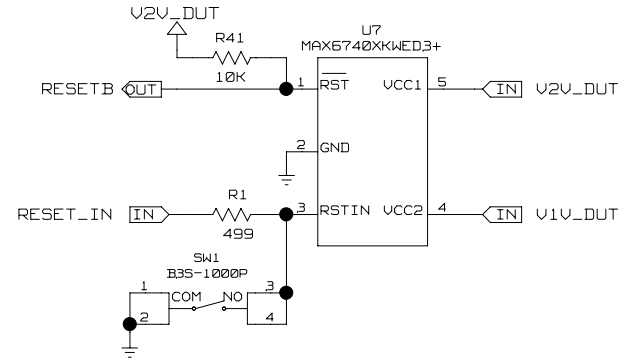 V2V_DUT
R41
10K
U7
MAX6740XKWED3+
RESETB OUT 1 RST VCC1 5 IN V2V_DUT
2 GND
RESET_IN IN R1 499 3 RSTIN VCC2 4 IN V1V_DUT
SW1
B3S-1000P
1 COM NO 3
2 4